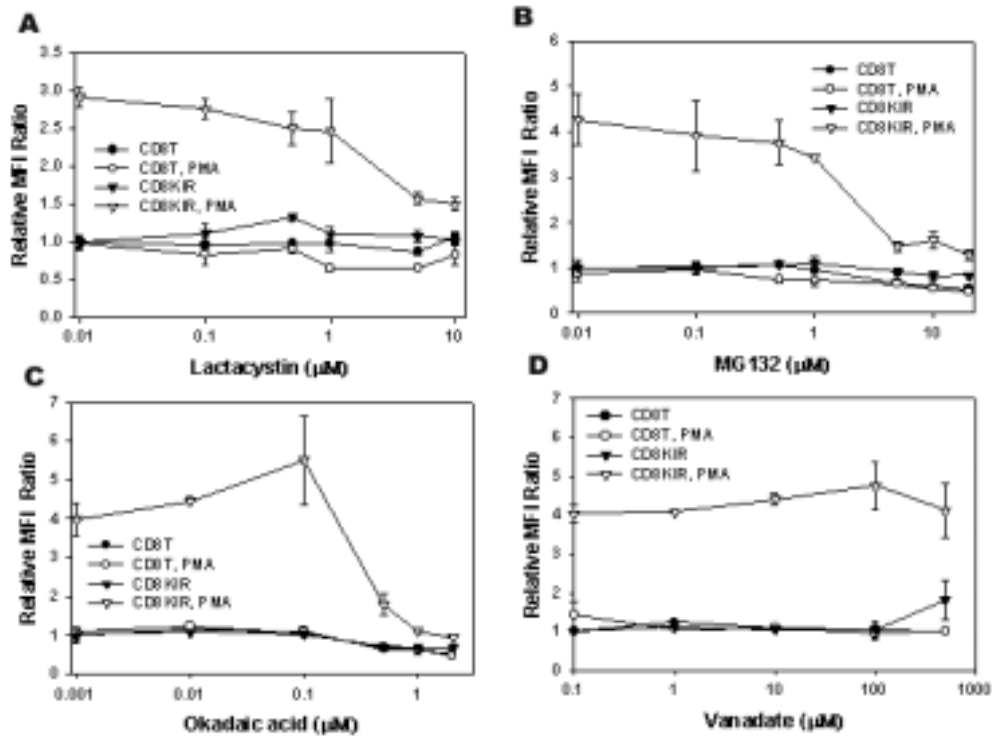 A
Relative MFI Ratio
3.5
3.0
2.5
2.0
1.5
1.0
0.5
0.0
CD8T
CD8T, PMA
CD8KIR
CD8KIR, PMA
0.01
0.1
1
10
Lactacystin (µM)
B
Relative MFI Ratio
6
5
4
3
2
1
0
CD8T
CD8T, PMA
CD8KIR
CD8KIR, PMA
0.01
0.1
1
10
MG132 (µM)
C
Relative MFI Ratio
7
6
5
4
3
2
1
0
CD8T
CD8T, PMA
CD8KIR
CD8KIR, PMA
0.001
0.01
0.1
1
Okadaic acid (µM)
D
Relative MFI Ratio
7
6
5
4
3
2
1
0
CD8T
CD8T, PMA
CD8KIR
CD8KIR, PMA
0.1
1
10
100
1000
Vanadate (µM)